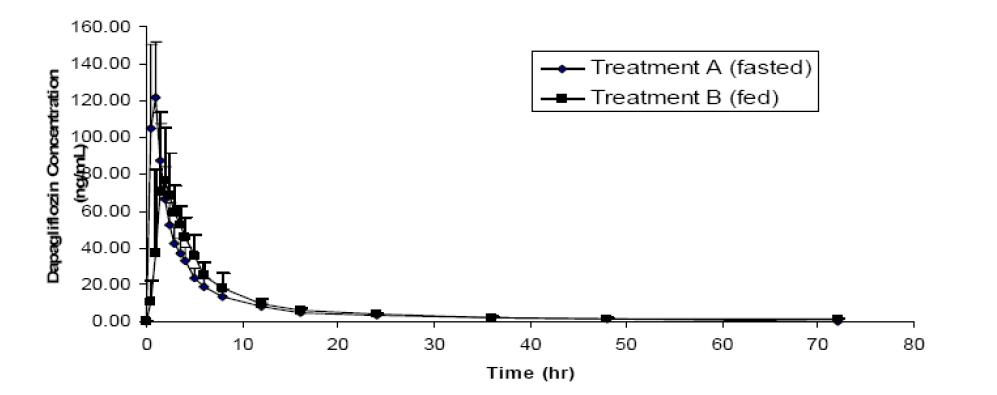 160.00
140.00
120.00
100.00
80.00
60.00
40.00
20.00
0.00
Dapagliflozin Concentration
(ng/mL)
Treatment A (fasted)
Treatment B (fed)
0 10 20 30 40 50 60 70 80
Time (hr)